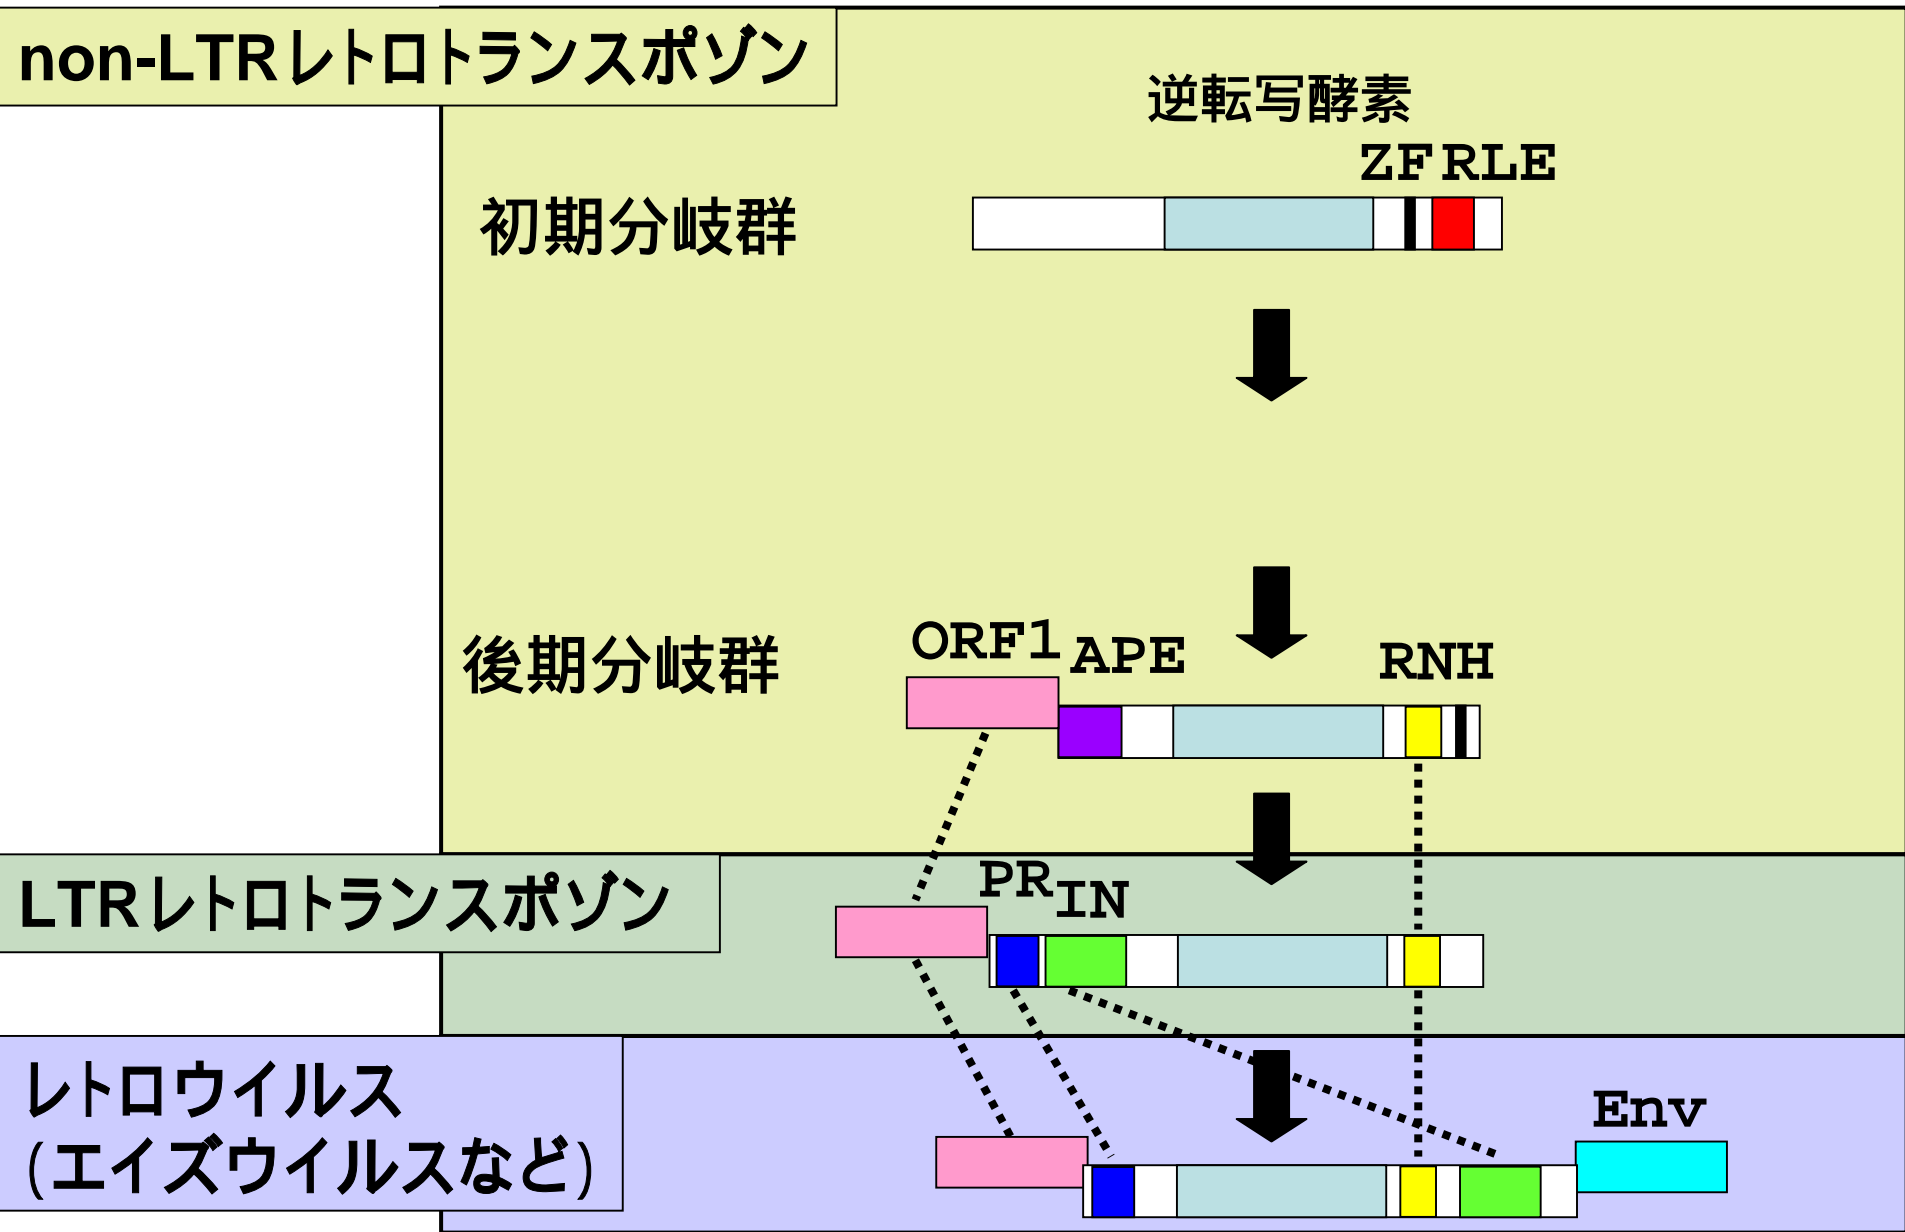 non-LTRレトロトランスポゾン
逆転写酵素
ZF RLE
初期分岐群
ORF1 APE RNH
後期分岐群
PR IN
LTRレトロトランスポゾン
レトロウイルス
(エイズウイルスなど)
Env